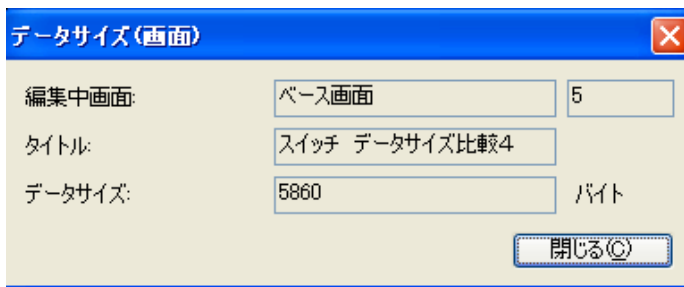 データサイズ(画面)
編集中画面: ベース画面 5
タイトル: スイッチ データサイズ比較4
データサイズ: 5860 バイト
閉じる(C)